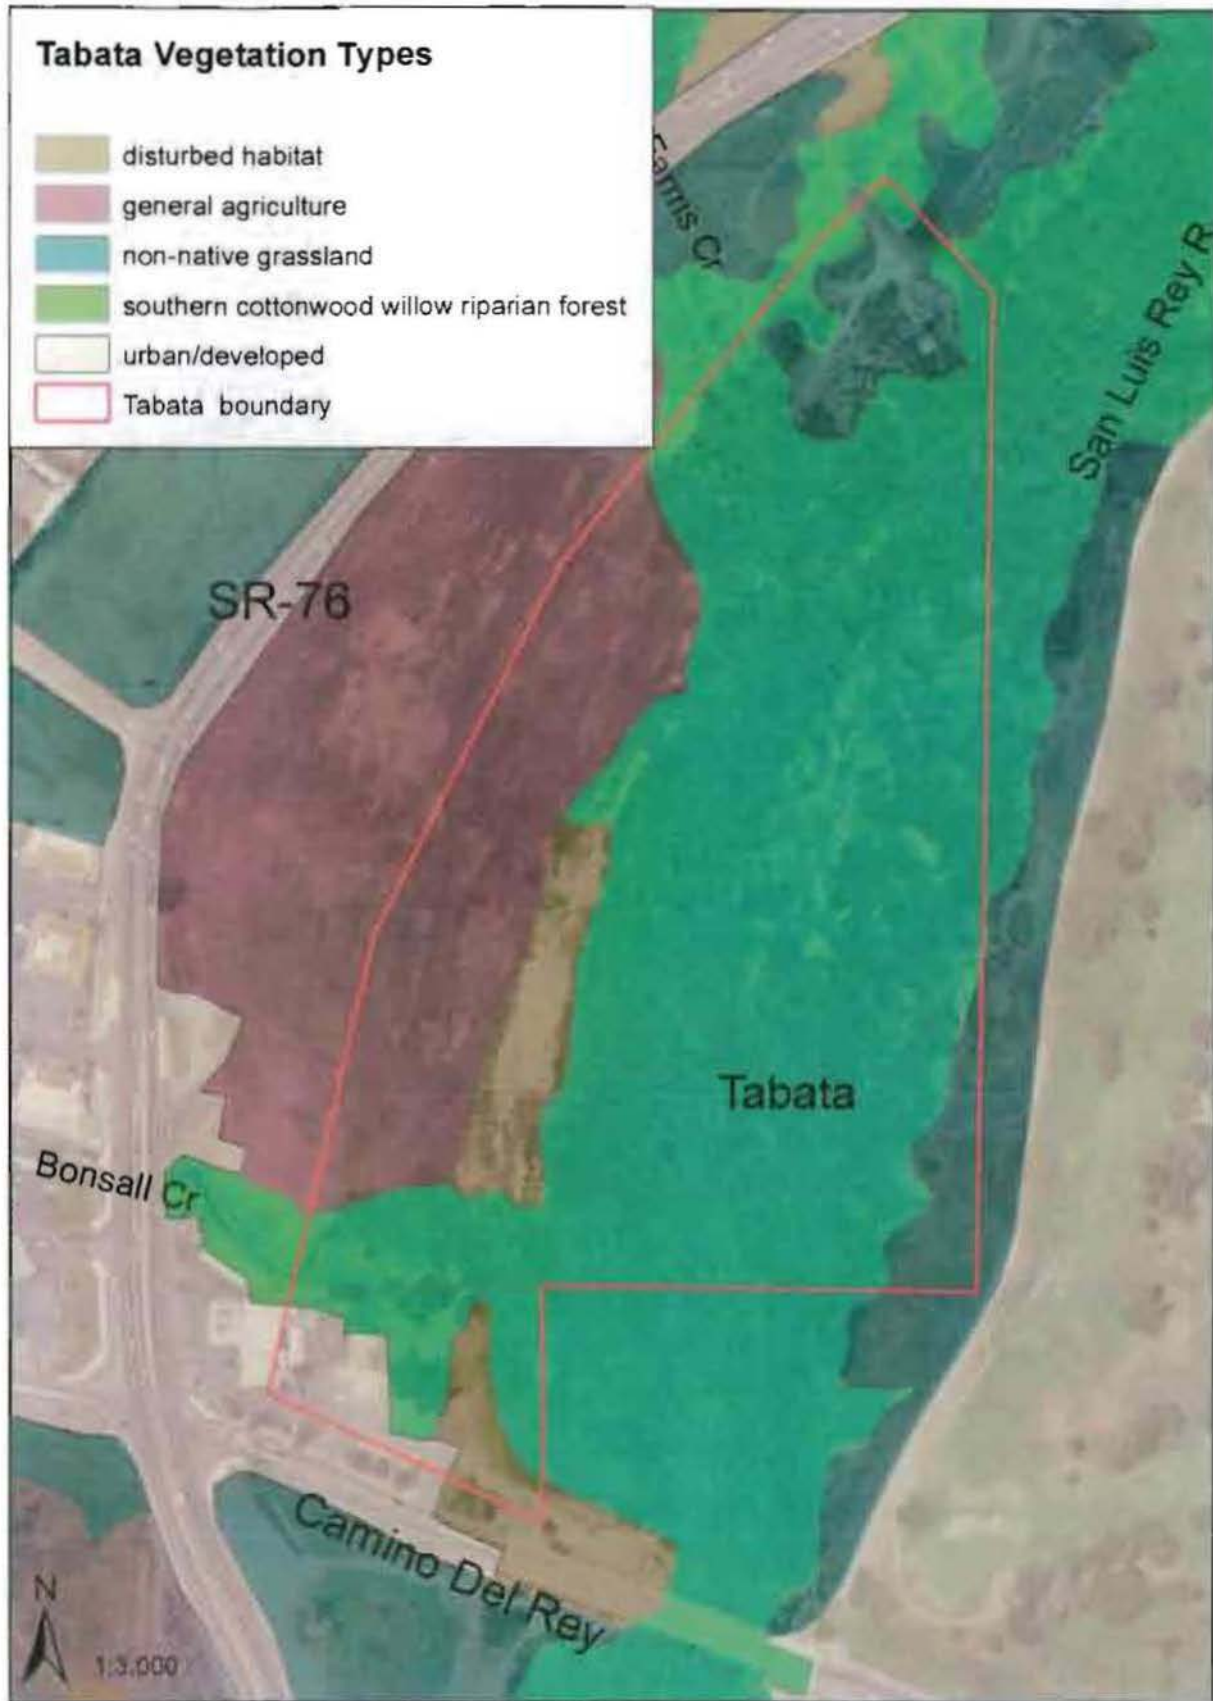 Tabata Vegetation Types
disturbed habitat
general agriculture
non-native grassland
southern cottonwood willow riparian forest
urban/developed
Tabata boundary
Cr
San Luis Rey R
SR-76
Tabata
Bonsall Cr
Camino Del Rey
N
1:3,000